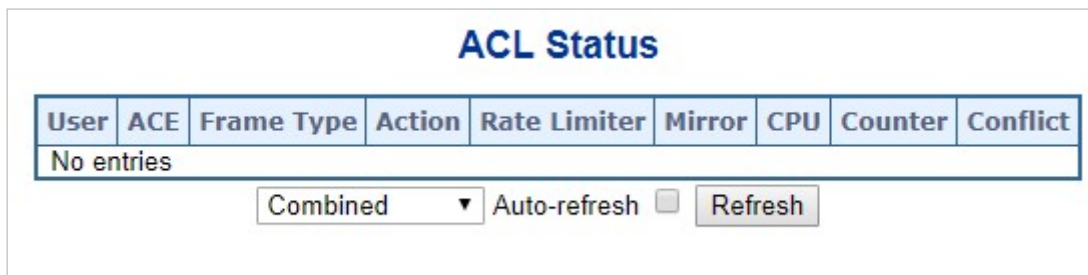 ACL Status
User ACE Frame Type Action Rate Limiter Mirror CPU Counter Conflict
No entries
Combined Auto-refresh Refresh